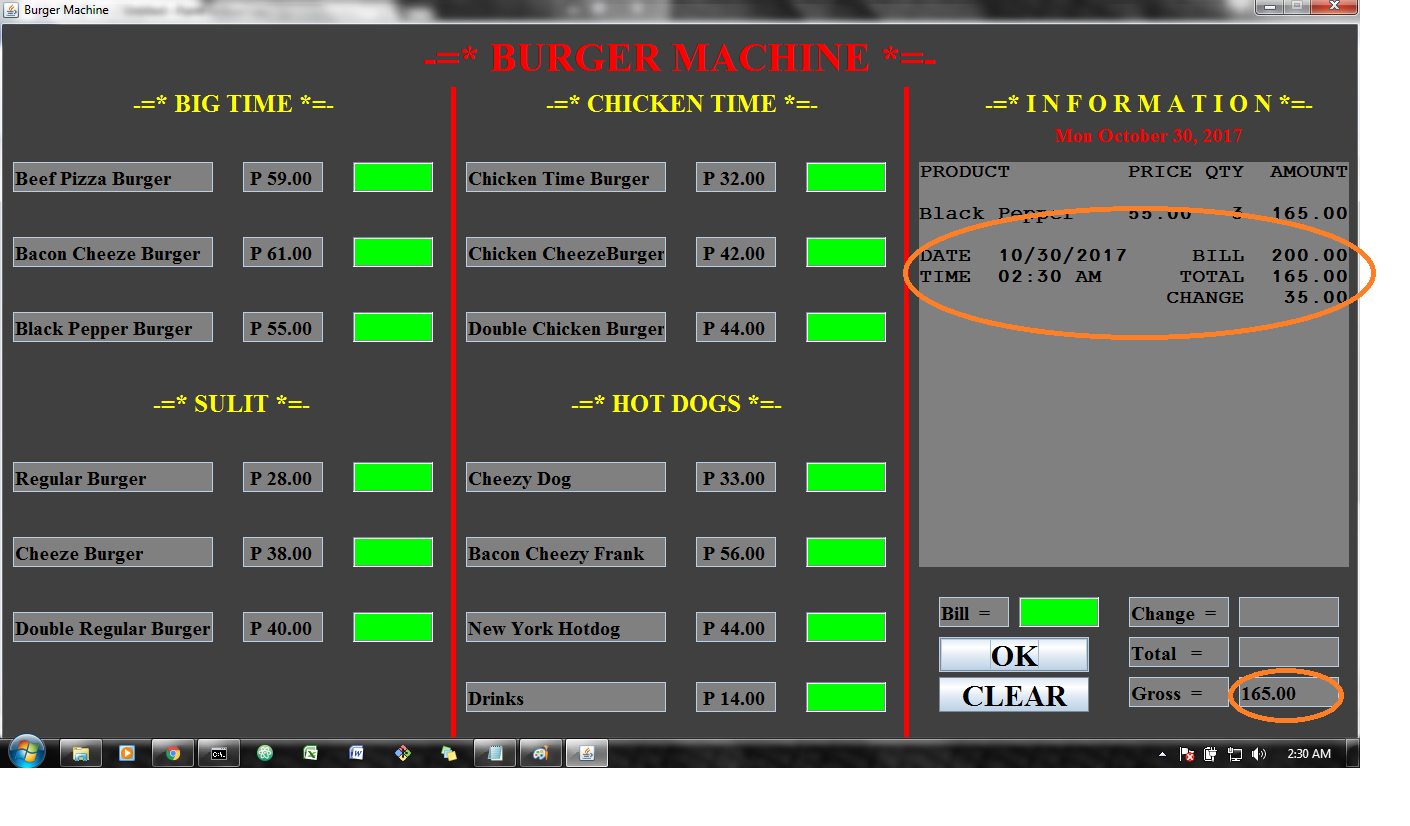 Burger Machine
-=* BURGER MACHINE *=-
-=* BIG TIME *=-
Beef Pizza Burger P 59.00
Bacon Cheeze Burger P 61.00
Black Pepper Burger P 55.00
-=* SULIT *=-
Regular Burger P 28.00
Cheeze Burger P 38.00
Double Regular Burger P 40.00
-=* CHICKEN TIME *=-
Chicken Time Burger P 32.00
Chicken CheezeBurger P 42.00
Double Chicken Burger P 44.00
-=* HOT DOGS *=-
Cheezy Dog P 33.00
Bacon Cheezy Frank P 56.00
New York Hotdog P 44.00
Drinks P 14.00
-=* I N F O R M A T I O N *=-
Mon October 30, 2017
PRODUCT PRICE QTY AMOUNT
Black Pepper 55.00 3 165.00
DATE 10/30/2017 BILL 200.00
TIME 02:30 AM TOTAL 165.00
CHANGE 35.00
Bill = Change =
OK Total =
CLEAR Gross = 165.00
2:30 AM